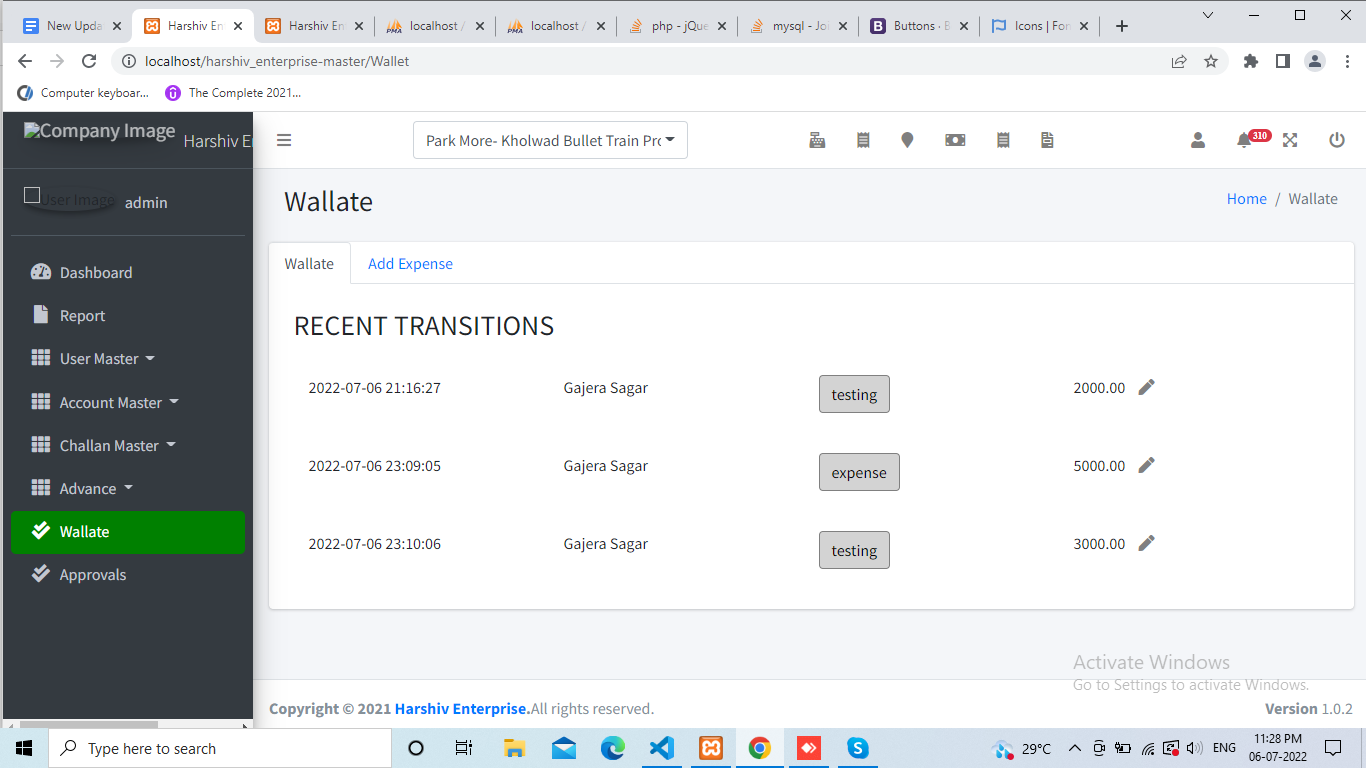 New Upda
Harshiv En
Harshiv En
localhost /
localhost /
php - jQue
mysql - Jo
Buttons · B
Icons | Fon
localhost/harshiv_enterprise-master/Wallet
Computer keyboar...
The Complete 2021...
Company Image
Harshiv E
Park More- Kholwad Bullet Train Pro
310
User Image
admin
Wallate
Home / Wallate
Dashboard
Report
User Master
Account Master
Challan Master
Advance
Wallate
Approvals
Wallate
Add Expense
RECENT TRANSITIONS
2022-07-06 21:16:27 Gajera Sagar testing 2000.00
2022-07-06 23:09:05 Gajera Sagar expense 5000.00
2022-07-06 23:10:06 Gajera Sagar testing 3000.00
Activate Windows
Go to Settings to activate Windows.
Copyright © 2021 Harshiv Enterprise.All rights reserved.
Version 1.0.2
Type here to search
29°C
ENG
11:28 PM
06-07-2022